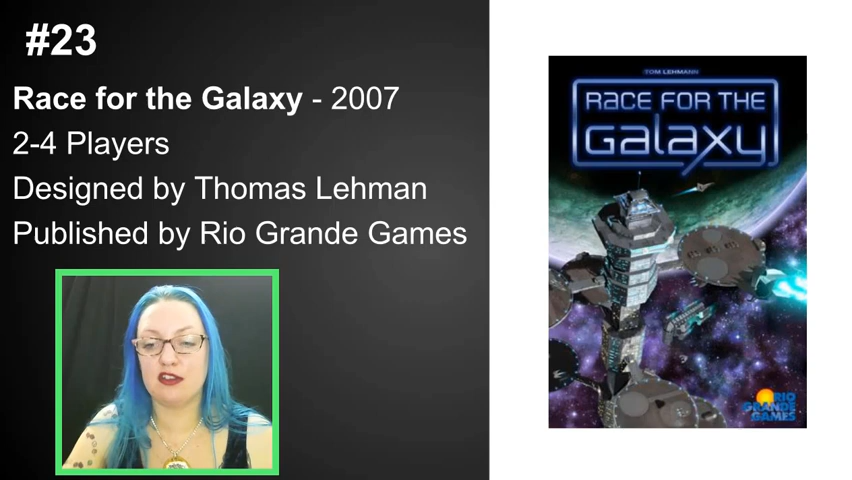 #23
Race for the Galaxy - 2007
2-4 Players
Designed by Thomas Lehman
Published by Rio Grande Games
TOM LEHMANN
RACE FOR THE
GALAXY
RIO
GRANDE
GAMES